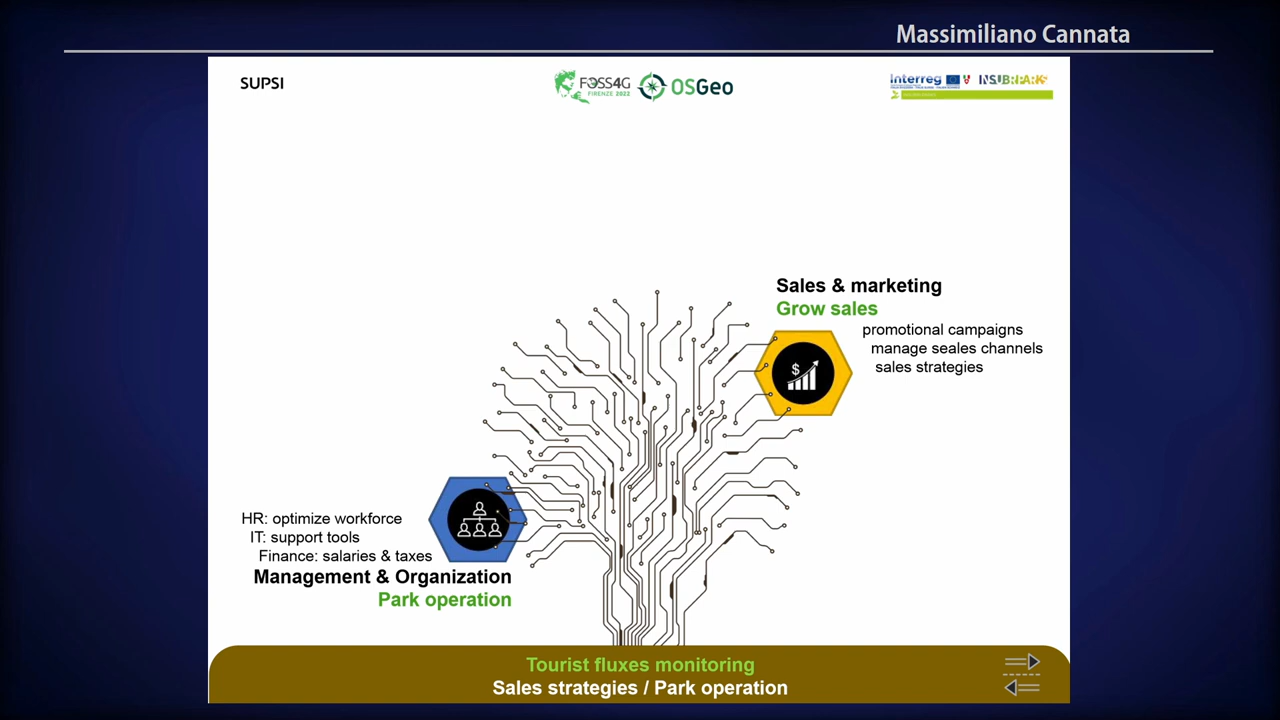 Massimiliano Cannata
SUPSI
FOSS4G
FIRENZE 2022
OSGeo
Interreg
INSUBRIPARKS
Sales & marketing
Grow sales
promotional campaigns
manage seales channels
sales strategies
$
HR: optimize workforce
IT: support tools
Finance: salaries & taxes
Management & Organization
Park operation
Tourist fluxes monitoring
Sales strategies / Park operation